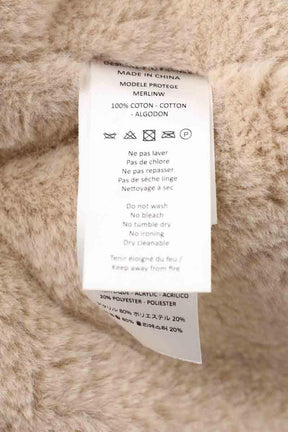 MADE IN CHINA
MODELE PROTEGE
MERLINW
100% COTON - COTTON -
ALGODON
Ne pas laver
Pas de chlore
Ne pas repasser
Pas de sèche linge
Nettoyage à sec
Do not wash
No bleach
No tumble dry
No ironing
Dry cleanable
Tenir éloigné du feu /
Keep away from fire
- ACRYLIC - ACRILICO
20% POLYESTER - POLIESTER
80% ポリエステル 20%
20%